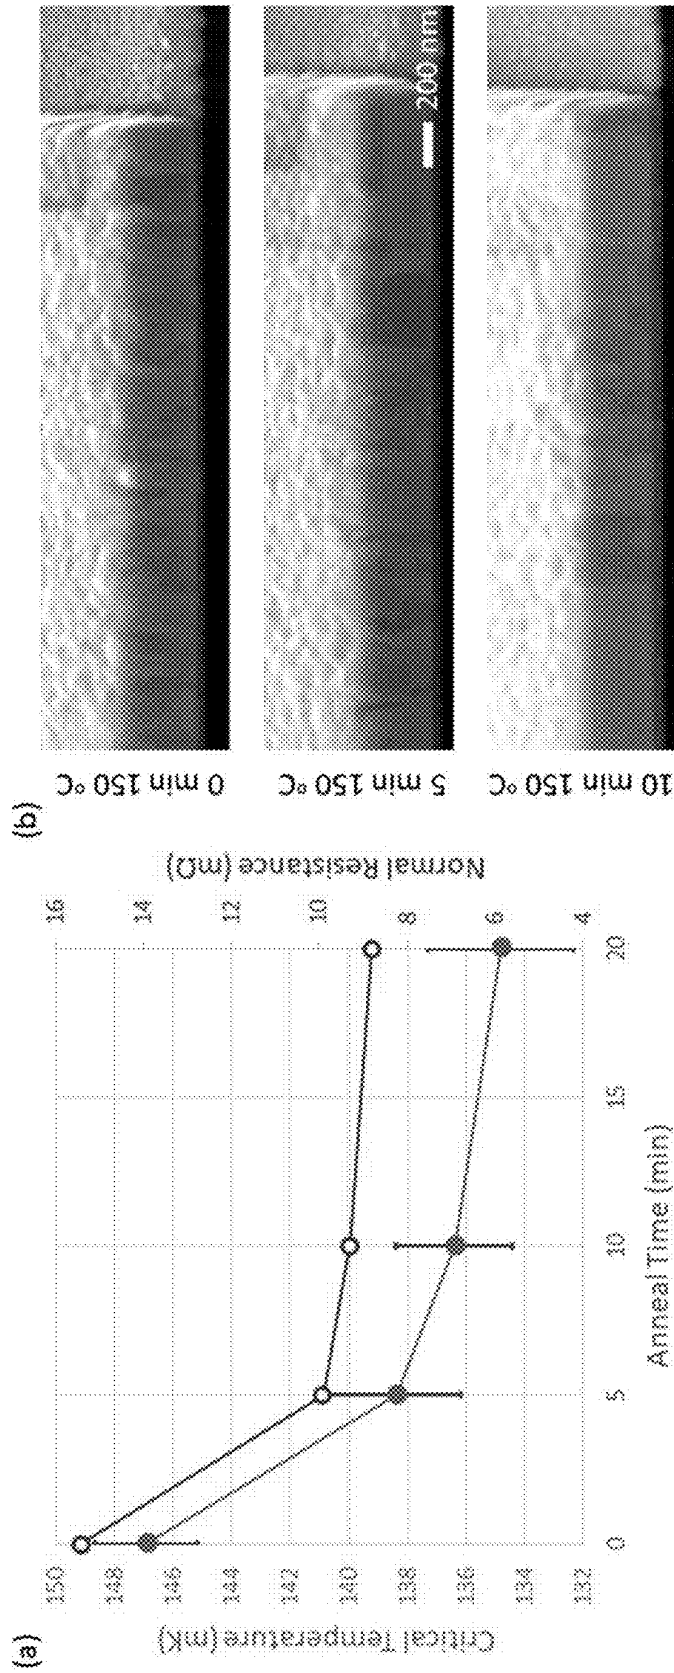 (a)
Critical Temperature (mK)
150
148
146
144
142
140
138
136
134
132
0
5
10
15
20
Anneal Time (min)
16
14
12
10
8
6
4
Normal Resistance (mΩ)
(b)
0 min 150 °C
5 min 150 °C
200 nm
10 min 150 °C